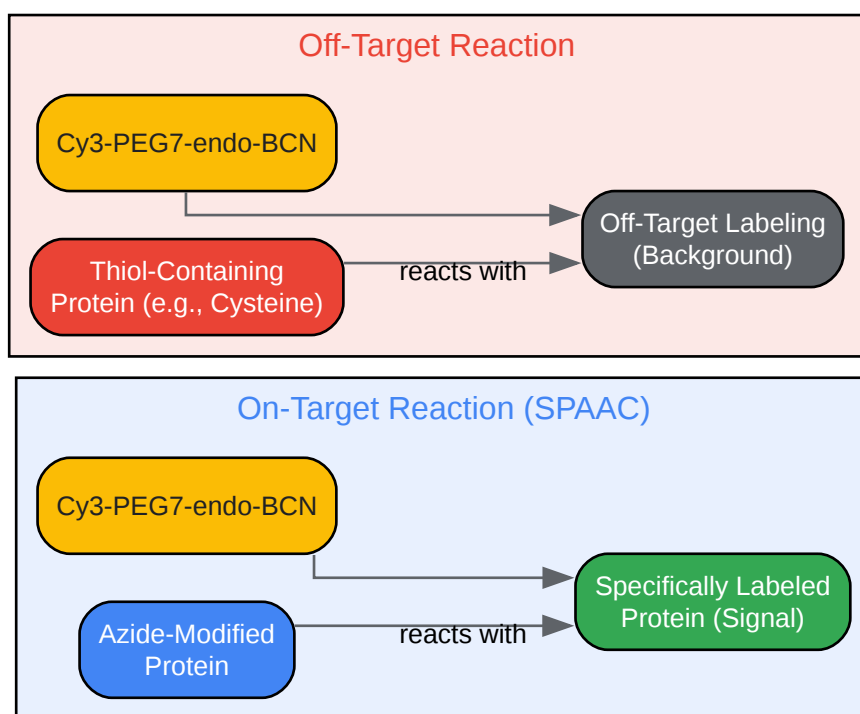 Off-Target Reaction
Cy3-PEG7-endo-BCN
Off-Target Labeling
(Background)
Thiol-Containing
Protein (e.g., Cysteine)
reacts with
On-Target Reaction (SPAAC)
Cy3-PEG7-endo-BCN
Specifically Labeled
Protein (Signal)
Azide-Modified
Protein
reacts with